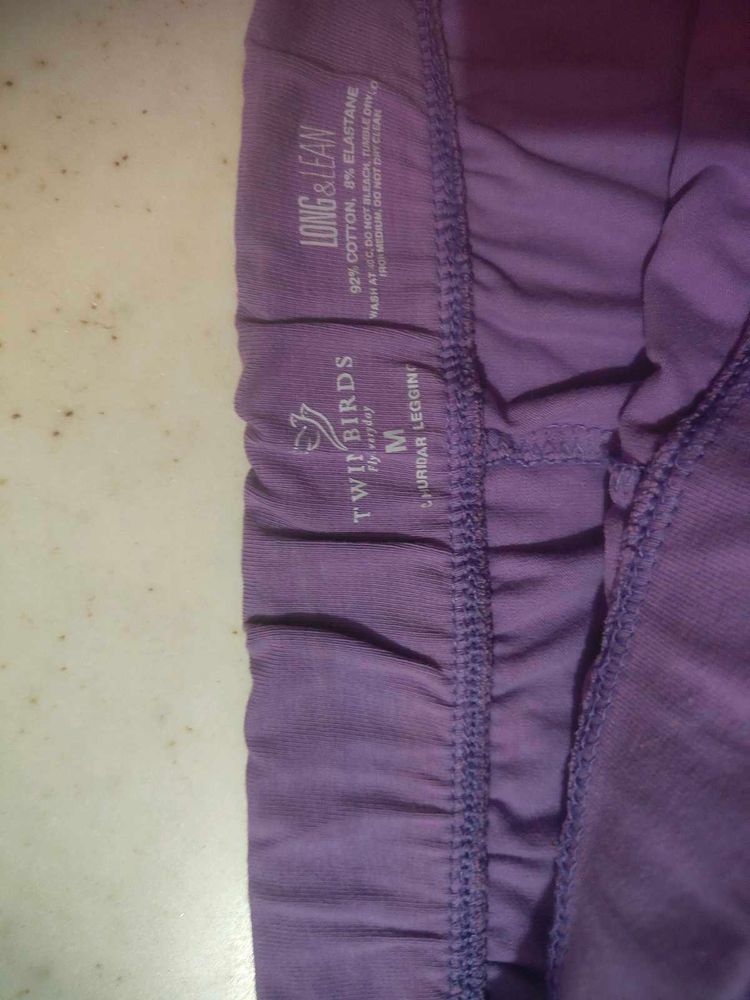 LONG & LEAN
92% COTTON, 8% ELASTANE
WASH AT C. DO NOT BLEACH, TUMBLE DRY
IRON MEDIUM, DO NOT DRY CLEAN
TWIN BIRDS
Fly everyday
M
CHURIDAR LEGGING